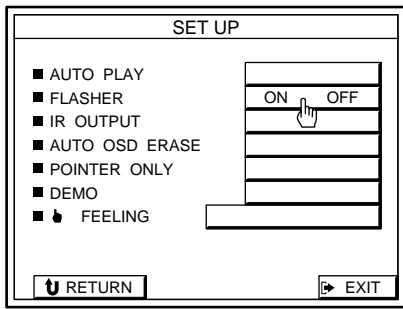 SET UP
AUTO PLAY
FLASHER ON OFF
IR OUTPUT
AUTO OSD ERASE
POINTER ONLY
DEMO
FEELING
RETURN EXIT